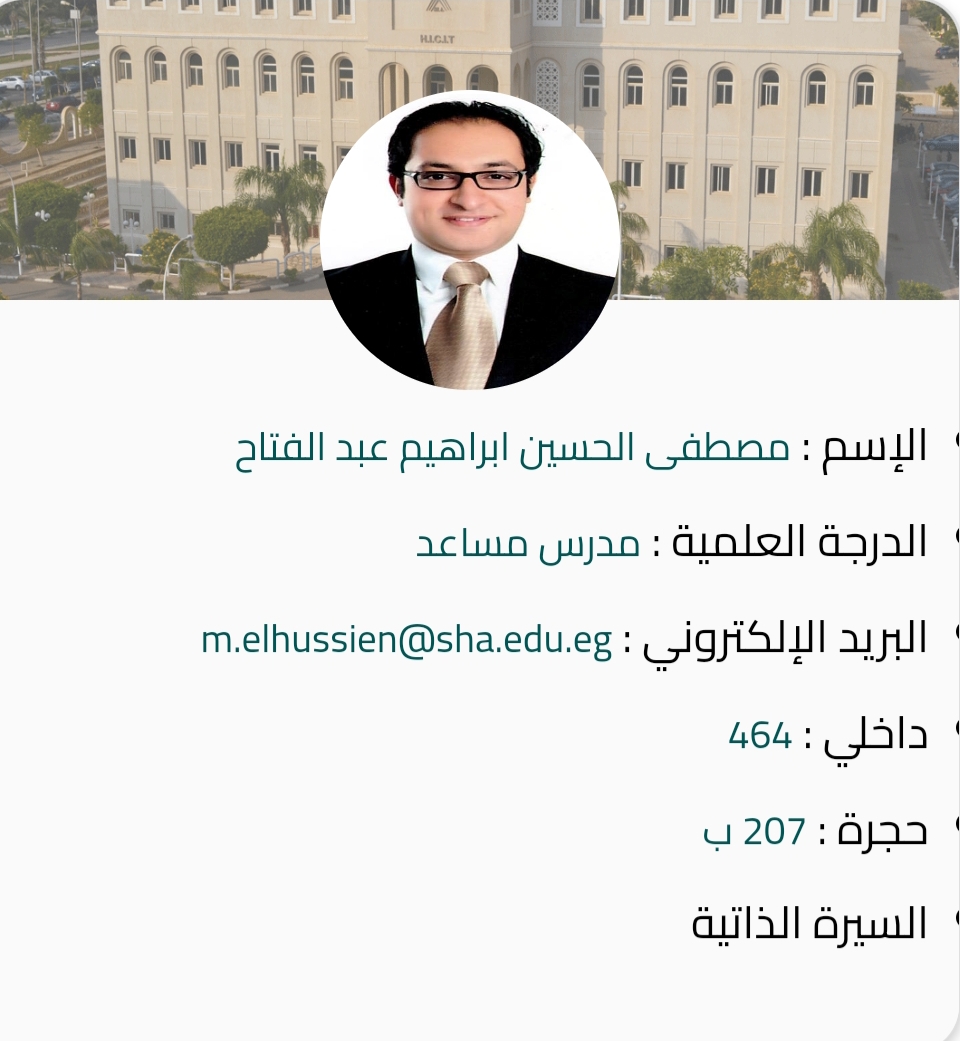 H.I.C.I.T
الإسم : مصطفى الحسين ابراهيم عبد الفتاح
الدرجة العلمية : مدرس مساعد
البريد الإلكتروني : m.elhussien@sha.edu.eg
داخلي : 464
حجرة : 207 ب
السيرة الذاتية